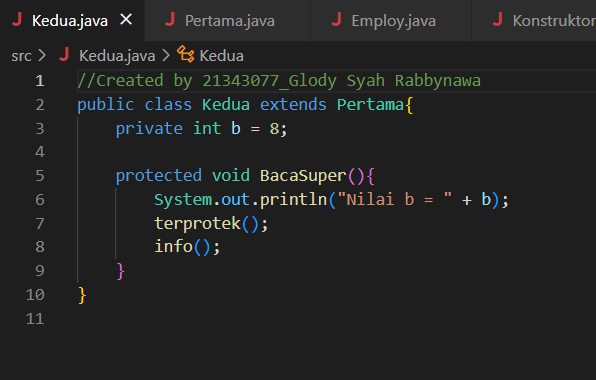 J Kedua.java × J Pertama.java J Employ.java J Konstruktor
src > J Kedua.java > Kedua
1 //Created by 21343077_Glody Syah Rabbynawa
2 public class Kedua extends Pertama{
3 private int b = 8;
4
5 protected void BacaSuper(){
6 System.out.println("Nilai b = " + b);
7 terprotek();
8 info();
9 }
10 }
11